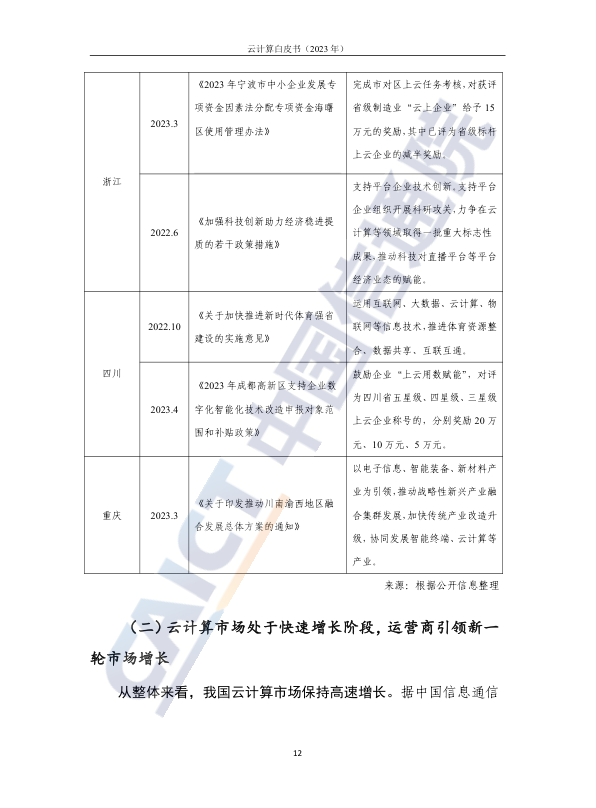 云计算白皮书（2023 年）
浙江
2023.3
《2023 年宁波市中小企业发展专
项资金因素法分配专项资金海曙
区使用管理办法》
完成市对区上云任务考核，对获评
省级制造业“云上企业”给予 15
万元的奖励，其中已评为省级标杆
上云企业的减半奖励。
2022.6
《加强科技创新助力经济稳进提
质的若干政策措施》
支持平台企业技术创新。支持平台
企业组织开展科研攻关，力争在云
计算等领域取得一批重大标志性
成果，推动科技对直播平台等平台
经济业态的赋能。
四川
2022.10
《关于加快推进新时代体育强省
建设的实施意见》
运用互联网、大数据、云计算、物
联网等信息技术，推进体育资源整
合、数据共享、互联互通。
2023.4
《2023 年成都高新区支持企业数
字化智能化技术改造申报对象范
围和补贴政策》
鼓励企业“上云用数赋能”，对评
为四川省五星级、四星级、三星级
上云企业称号的，分别奖励 20 万
元、10 万元、5 万元。
重庆
2023.3
《关于印发推动川南渝西地区融
合发展总体方案的通知》
以电子信息、智能装备、新材料产
业为引领，推动战略性新兴产业融
合集群发展，加快传统产业改造升
级，协同发展智能终端、云计算等
产业。
来源：根据公开信息整理
（二）云计算市场处于快速增长阶段，运营商引领新一
轮市场增长
从整体来看，我国云计算市场保持高速增长。据中国信息通信
12
CAICT 中国信通院